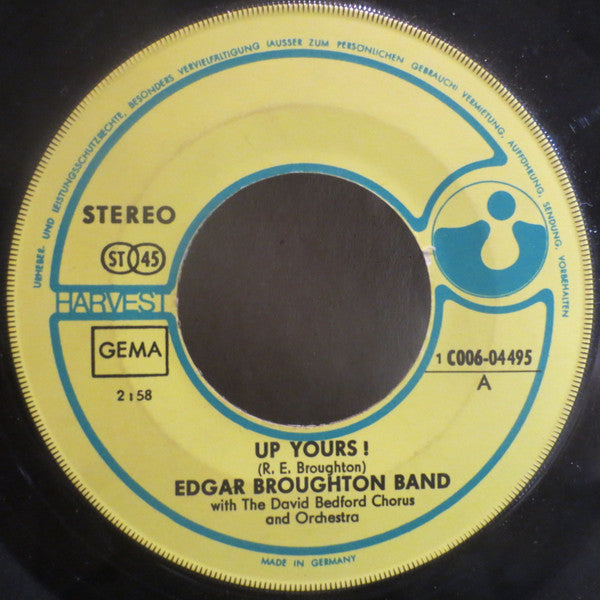 URHEBER- UND LEISTUNGSSCHUTZRECHTE, BESONDERS VERVIELFÄLTIGUNG (AUSSER ZUM PERSÖNLICHEN GEBRAUCH) VERMIETUNG, AUFFÜHRUNG, SENDUNG, VORBEHALTEN
STEREO
ST 45
HARVEST
GEMA
2:58
1 C006-04495
A
UP YOURS!
(R. E. Broughton)
EDGAR BROUGHTON BAND
with The David Bedford Chorus
and Orchestra
MADE IN GERMANY